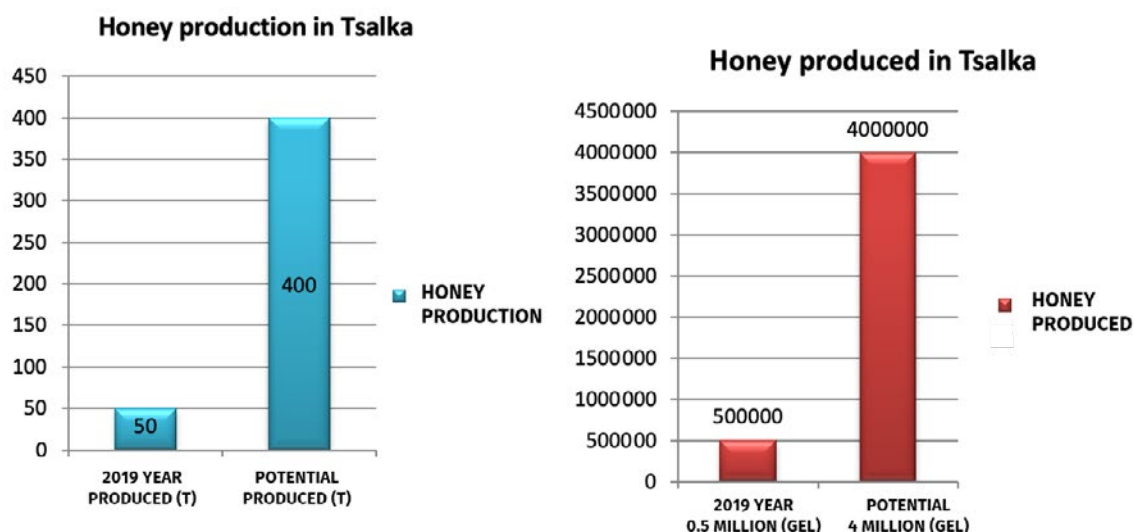 Honey production in Tsalka
450
400
350
300
250
200
150
100
50
0
50
400
2019 YEAR
PRODUCED (T)
POTENTIAL
PRODUCED (T)
HONEY
PRODUCTION
Honey produced in Tsalka
4500000
4000000
3500000
3000000
2500000
2000000
1500000
1000000
500000
0
500000
4000000
2019 YEAR
0.5 MILLION (GEL)
POTENTIAL
4 MILLION (GEL)
HONEY
PRODUCED